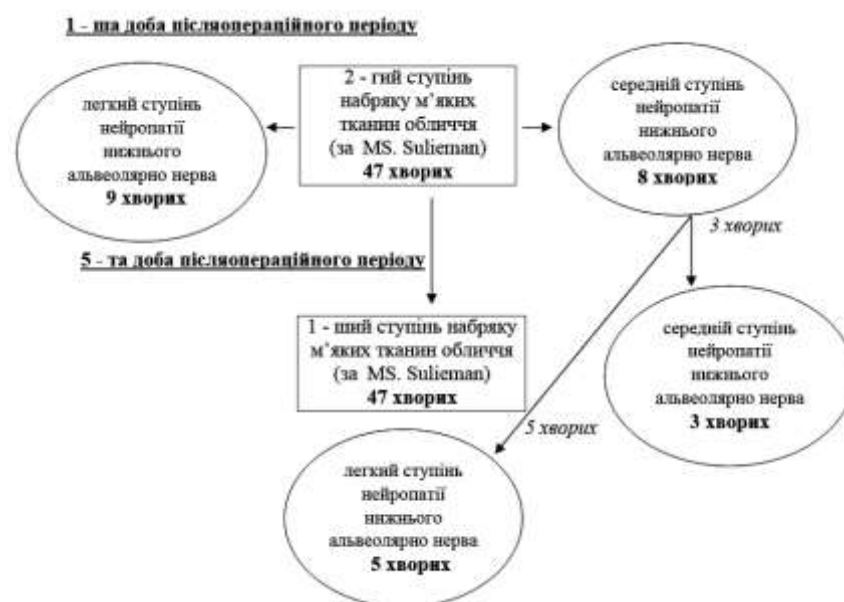 1 - ша доба післяопераційного періоду
легкий ступінь
нейропатії
нижнього
альвеолярно нерва
9 хворих
2 - гий ступінь
набряку м’яких
тканин обличчя
(за MS. Sulieman)
47 хворих
середній ступінь
нейропатії
нижнього
альвеолярно нерва
8 хворих
3 хворих
5 - та доба післяопераційного періоду
1 - ший ступінь набряку
м’яких тканин обличчя
(за MS. Sulieman)
47 хворих
середній ступінь
нейропатії
нижнього
альвеолярно нерва
3 хворих
5 хворих
легкий ступінь
нейропатії
нижнього
альвеолярно нерва
5 хворих